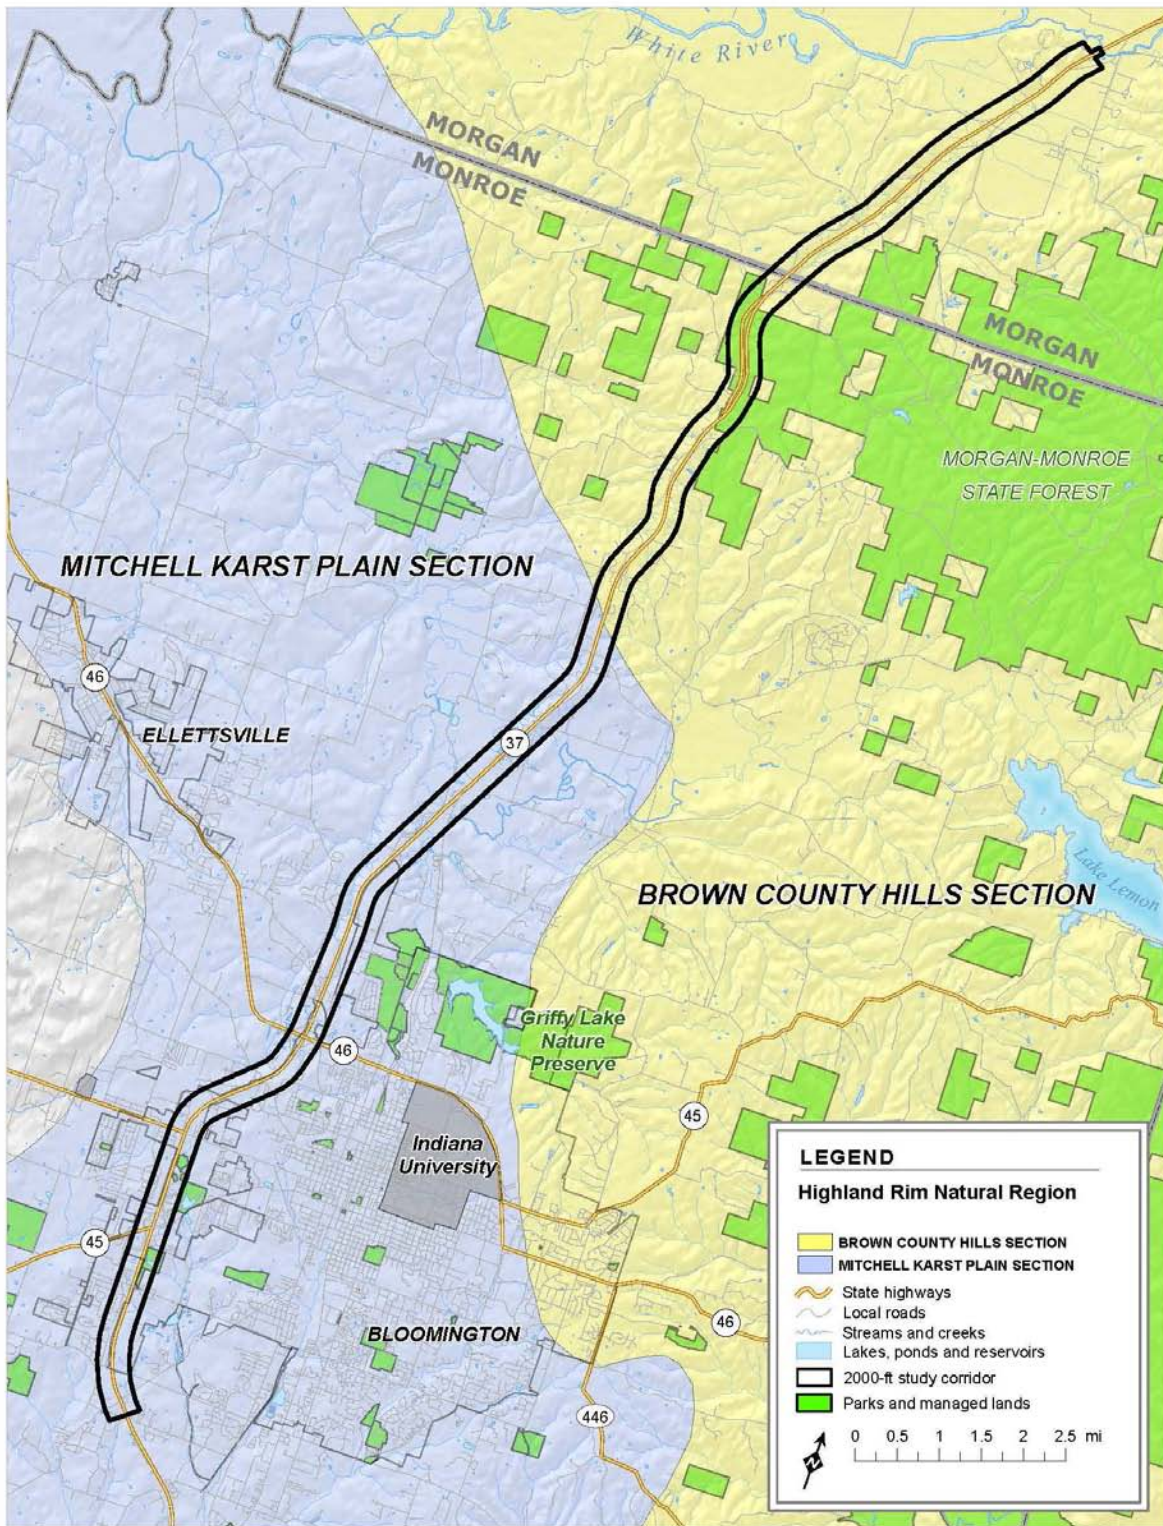 White River
MORGAN
MONROE
MORGAN
MONROE
MORGAN-MONROE
STATE FOREST
MITCHELL KARST PLAIN SECTION
46
ELLETTSVILLE
37
Lake Lemon
BROWN COUNTY HILLS SECTION
Griffy Lake
Nature
Preserve
46
45
Indiana
University
45
46
BLOOMINGTON
446
LEGEND
Highland Rim Natural Region
BROWN COUNTY HILLS SECTION
MITCHELL KARST PLAIN SECTION
State highways
Local roads
Streams and creeks
Lakes, ponds and reservoirs
2000-ft study corridor
Parks and managed lands
N
0 0.5 1 1.5 2 2.5 mi